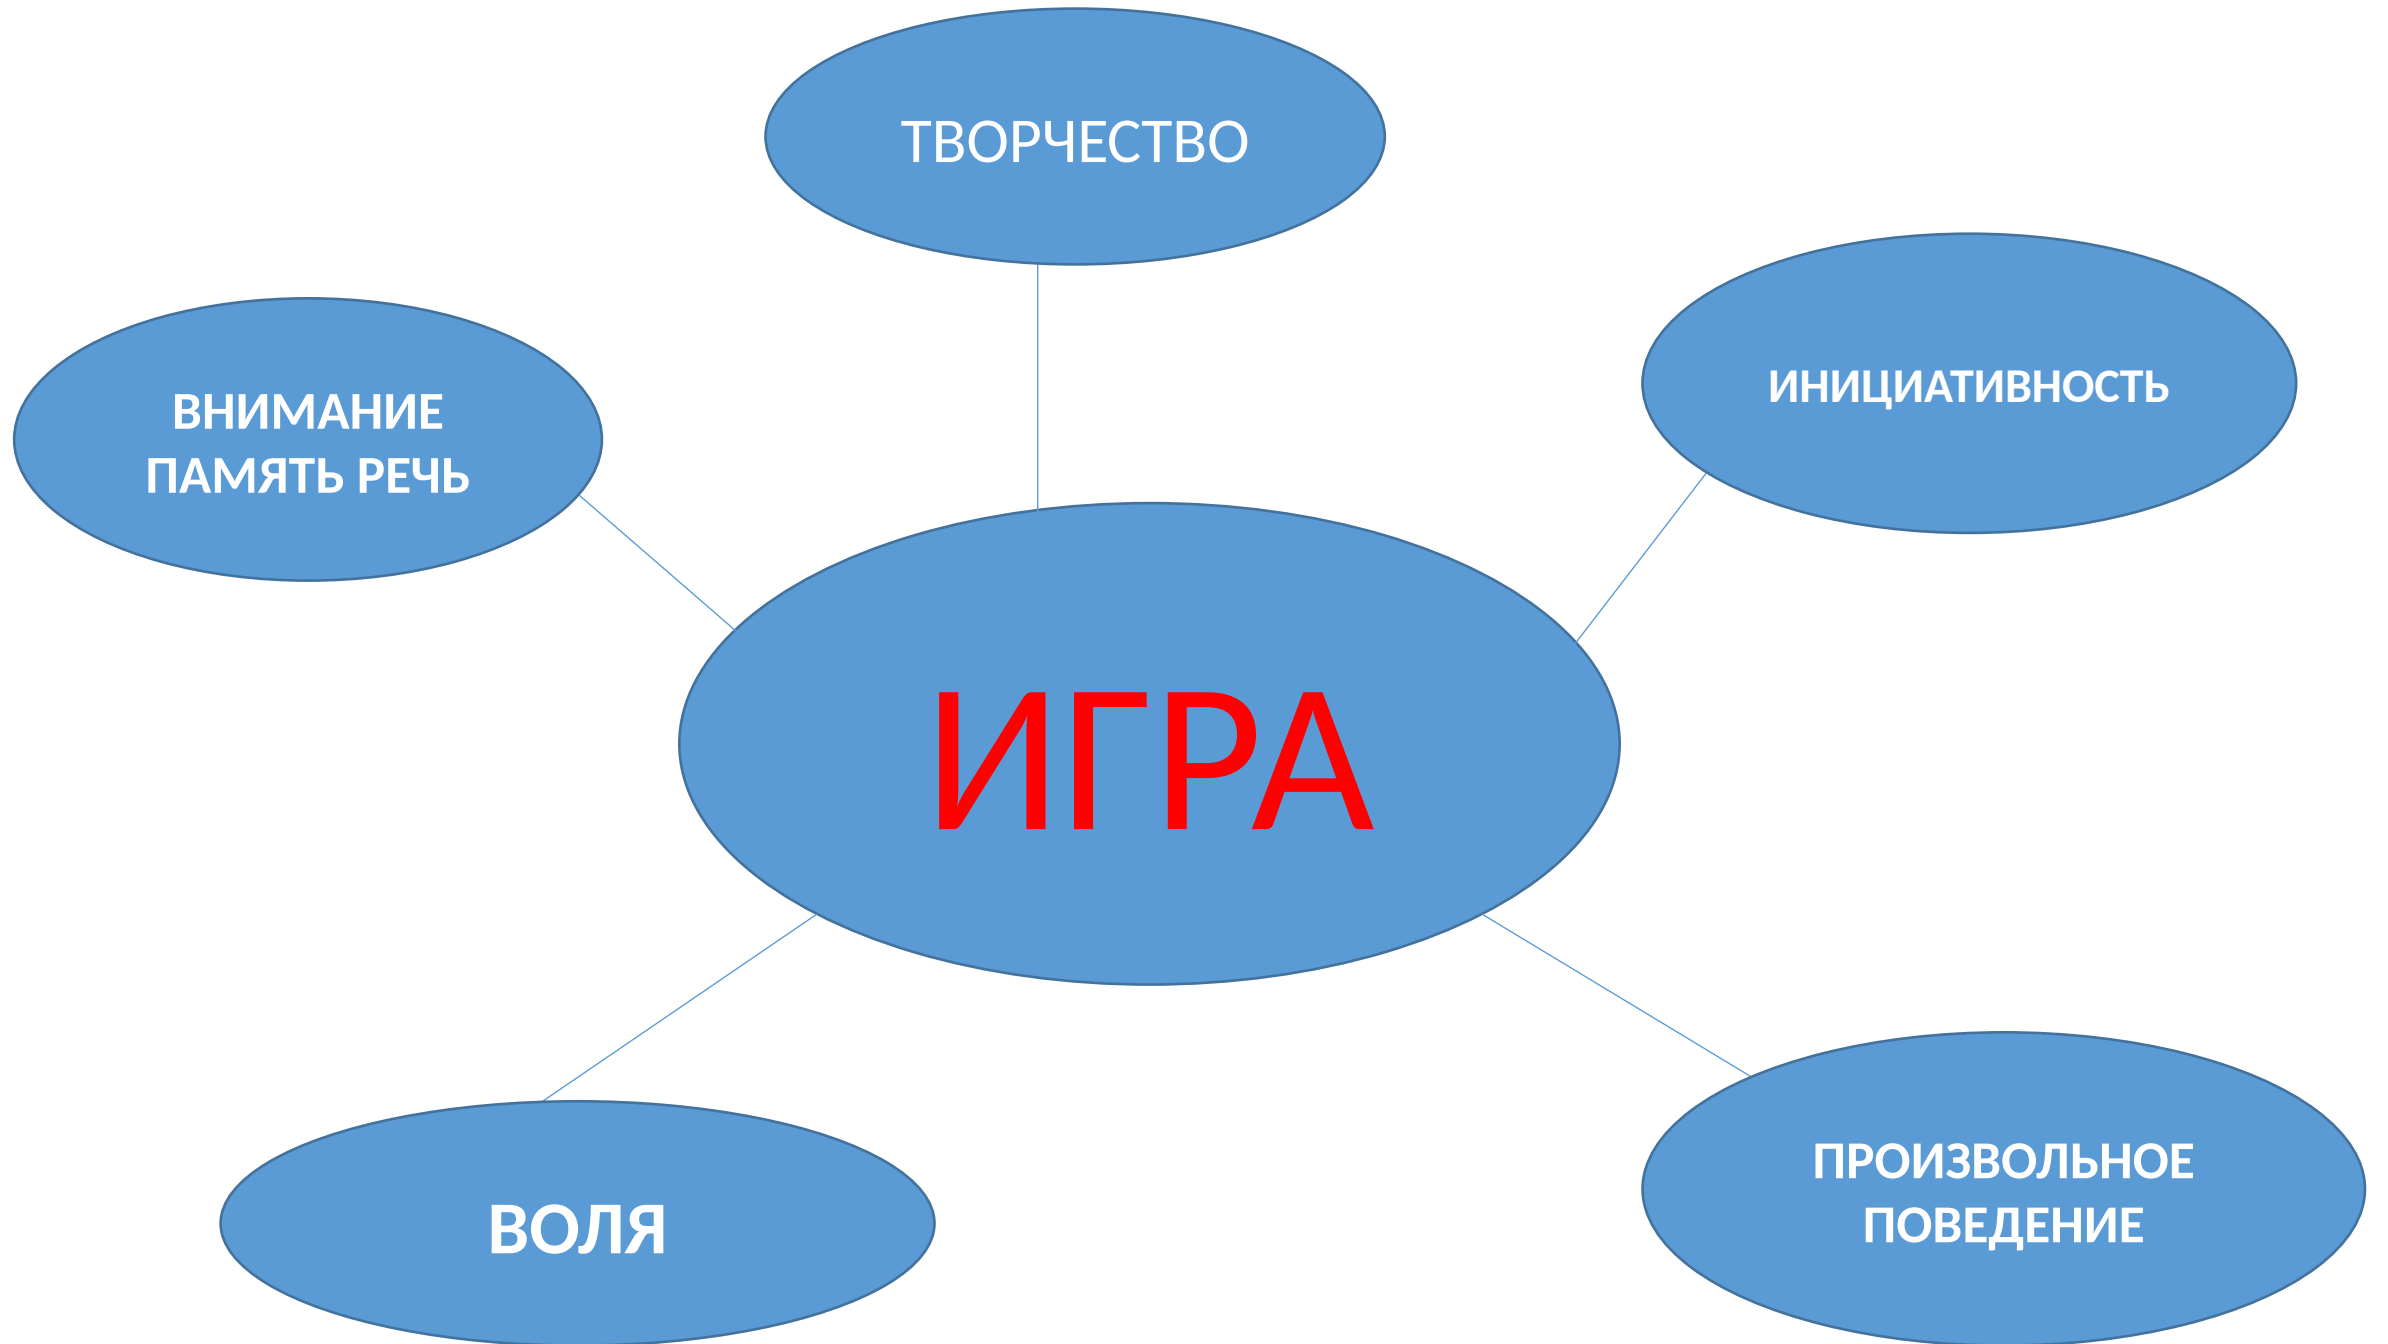 ТВОРЧЕСТВО
ИНИЦИАТИВНОСТЬ
ВНИМАНИЕ
ПАМЯТЬ РЕЧЬ
ИГРА
ПРОИЗВОЛЬНОЕ
ПОВЕДЕНИЕ
ВОЛЯ